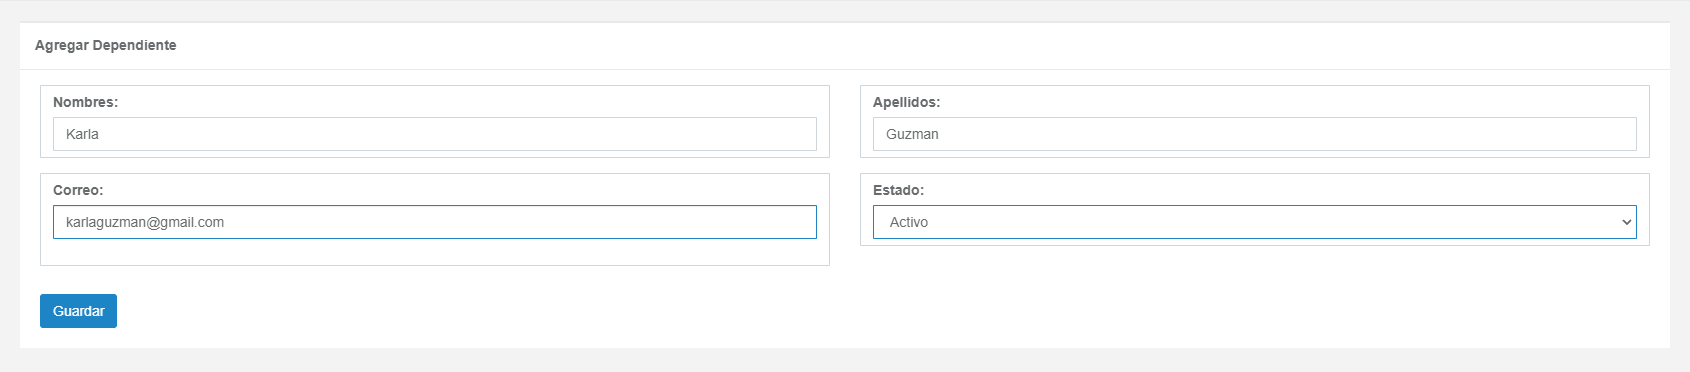 Agregar Dependiente
Nombres:
Karla
Apellidos:
Guzman
Correo:
karlaguzman@gmail.com
Estado:
Activo
Guardar